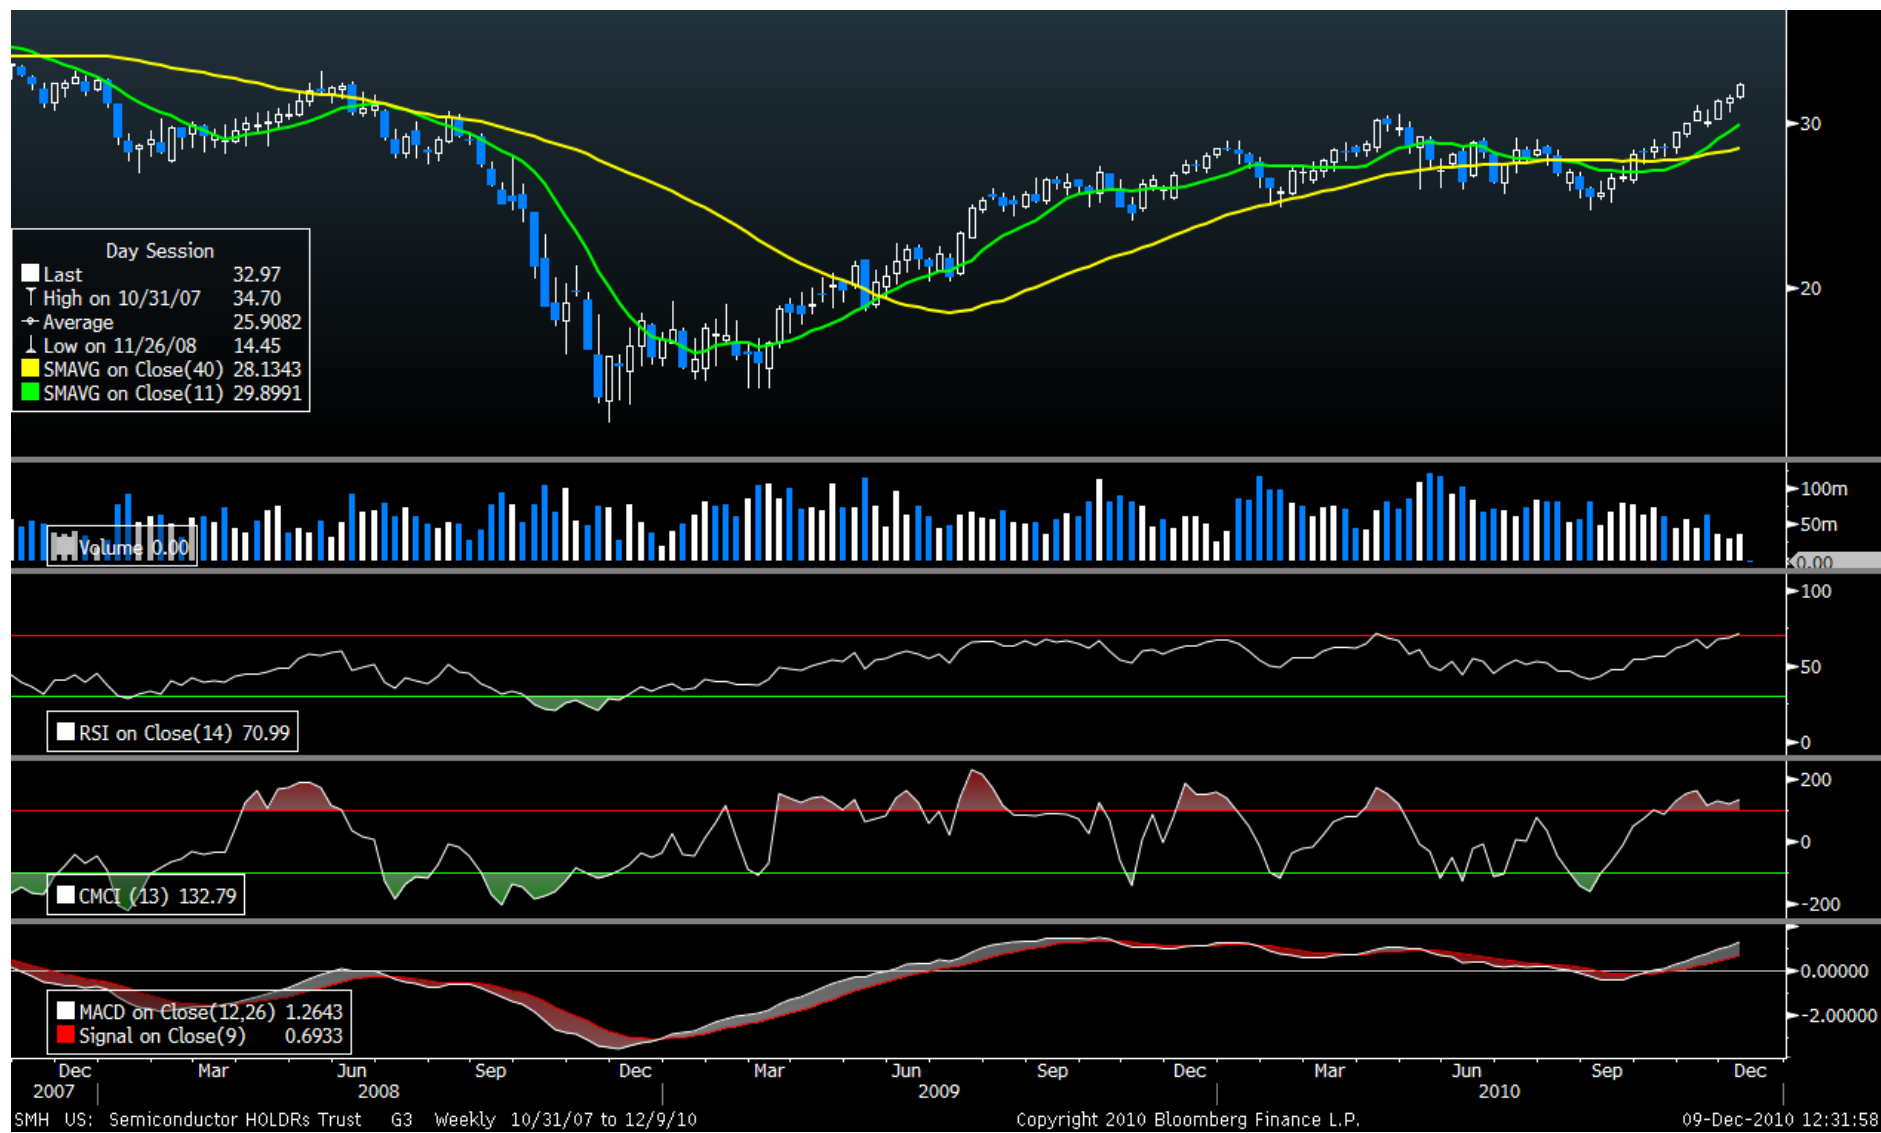 30
20
Day Session
Last 32.97
High on 10/31/07 34.70
Average 25.9082
Low on 11/26/08 14.45
SMAVG on Close(40) 28.1343
SMAVG on Close(11) 29.8991
100m
50m
0.00
Volume 0.00
100
50
0
RSI on Close(14) 70.99
200
0
-200
CMCI (13) 132.79
0.00000
-2.00000
MACD on Close(12,26) 1.2643
Signal on Close(9) 0.6933
Dec Mar Jun Sep Dec Mar Jun Sep Dec Mar Jun Sep Dec
2007 2008 2009 2010
SMH US: Semiconductor HOLDRs Trust G3 Weekly 10/31/07 to 12/9/10 Copyright 2010 Bloomberg Finance L.P. 09-Dec-2010 12:31:58